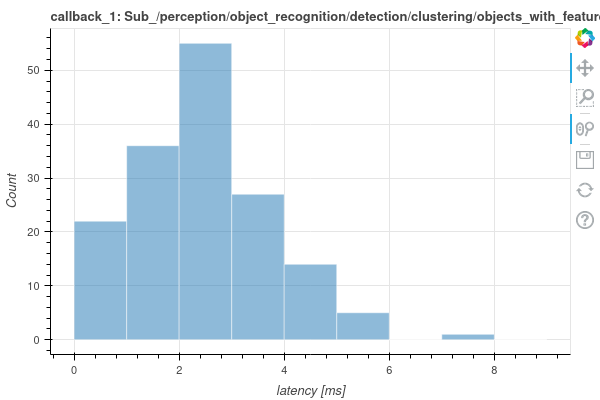 callback_1: Sub_/perception/object_recognition/detection/clustering/objects_with_feature
Count
50
40
30
20
10
0
0 2 4 6 8
latency [ms]